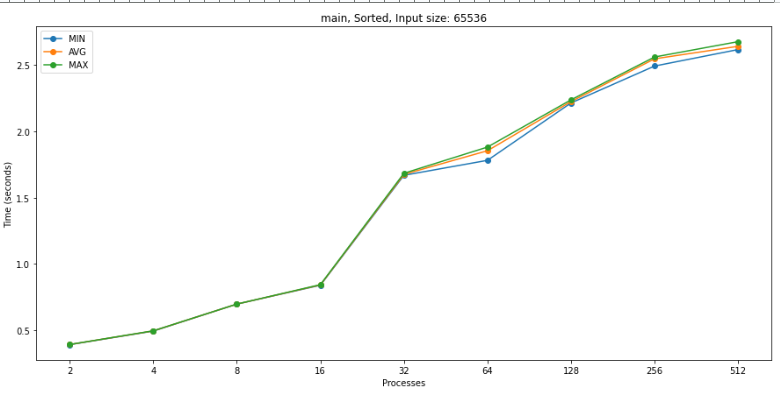 main, Sorted, Input size: 65536
MIN
AVG
MAX
Time (seconds)
2.5
2.0
1.5
1.0
0.5
2 4 8 16 32 64 128 256 512
Processes